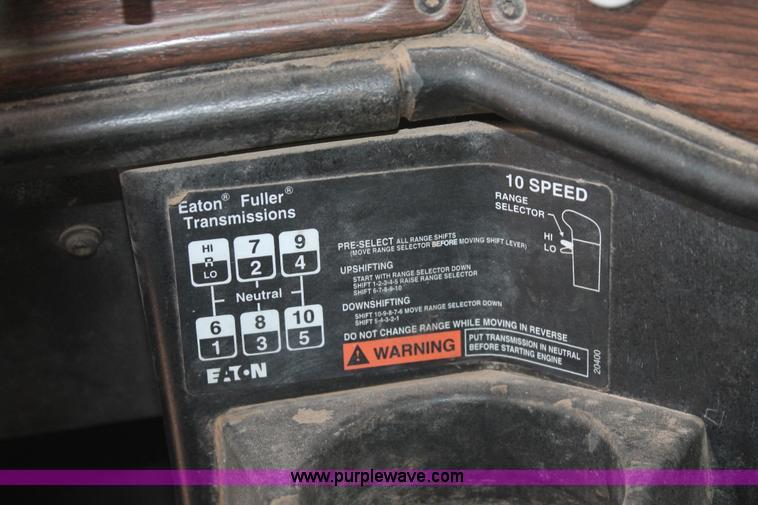 Eaton® Fuller®
Transmissions
10 SPEED
RANGE
SELECTOR
HI
LO
HI
R
LO
7
2
9
4
Neutral
6
1
8
3
10
5
EATON
PRE-SELECT ALL RANGE SHIFTS
(MOVE RANGE SELECTOR BEFORE MOVING SHIFT LEVER)
UPSHIFTING
START WITH RANGE SELECTOR DOWN
SHIFT 1-2-3-4-5 RAISE RANGE SELECTOR
SHIFT 6-7-8-9-10
DOWNSHIFTING
SHIFT 10-9-8-7-6 MOVE RANGE SELECTOR DOWN
SHIFT 5-4-3-2-1
DO NOT CHANGE RANGE WHILE MOVING IN REVERSE
WARNING
PUT TRANSMISSION IN NEUTRAL
BEFORE STARTING ENGINE
20400
www.purplewave.com